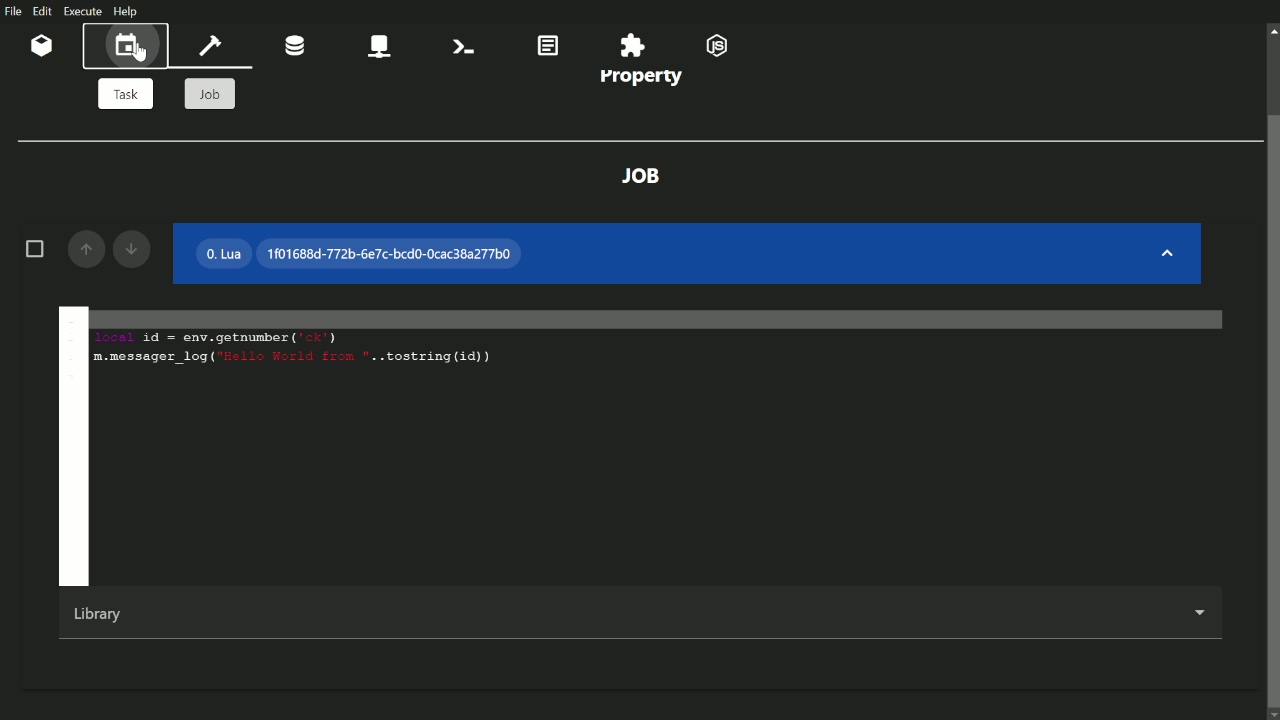 File Edit Execute Help
Property
Task Job
JOB
0. Lua 1f01688d-772b-6e7c-bcd0-0cac38a277b0
local id = env.getnumber('ck')
m.messager_log("Hello World from "..tostring(id))
Library